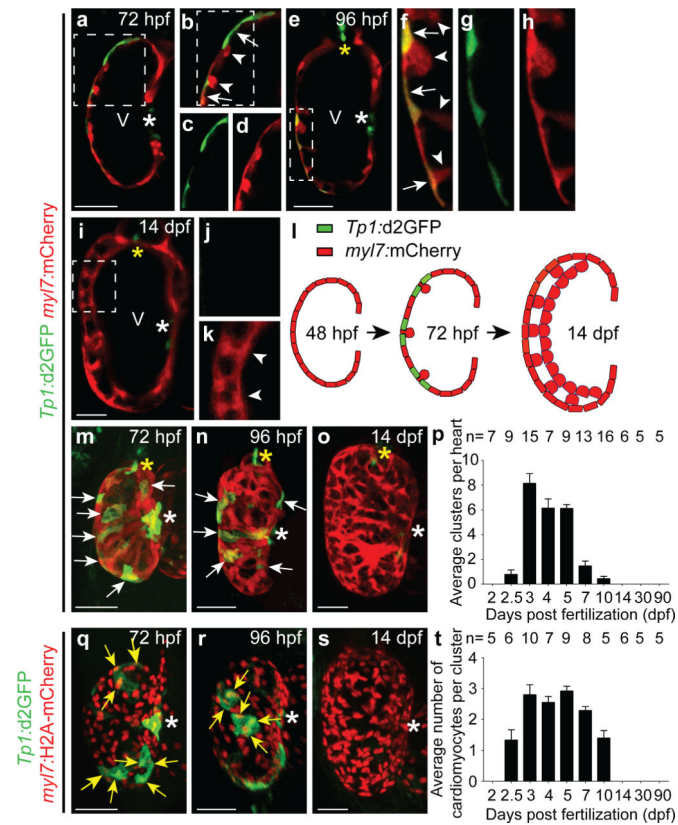 Tp1:d2GFP myl7:mCherry
a
72 hpf
*
V
*
b
c
d
e
96 hpf
*
V
*
f
g
h
i
14 dpf
*
V
*
j
k
l
Tp1:d2GFP
myl7:mCherry
48 hpf
72 hpf
14 dpf
m
72 hpf
*
*
n
96 hpf
*
*
o
14 dpf
*
*
p
n= 7 9 15 7 9 13 16 6 5 5
Average clusters per heart
10
8
6
4
2
0
2 2.5 3 4 5 7 10 14 30 90
Days post fertilization (dpf)
Tp1:d2GFP
myl7:H2A-mCherry
q
72 hpf
*
r
96 hpf
*
s
14 dpf
*
t
n= 5 6 10 7 9 8 5 6 5 5
Average number of
cardiomyocytes per cluster
4
3
2
1
0
2 2.5 3 4 5 7 10 14 30 90
Days post fertilization (dpf)